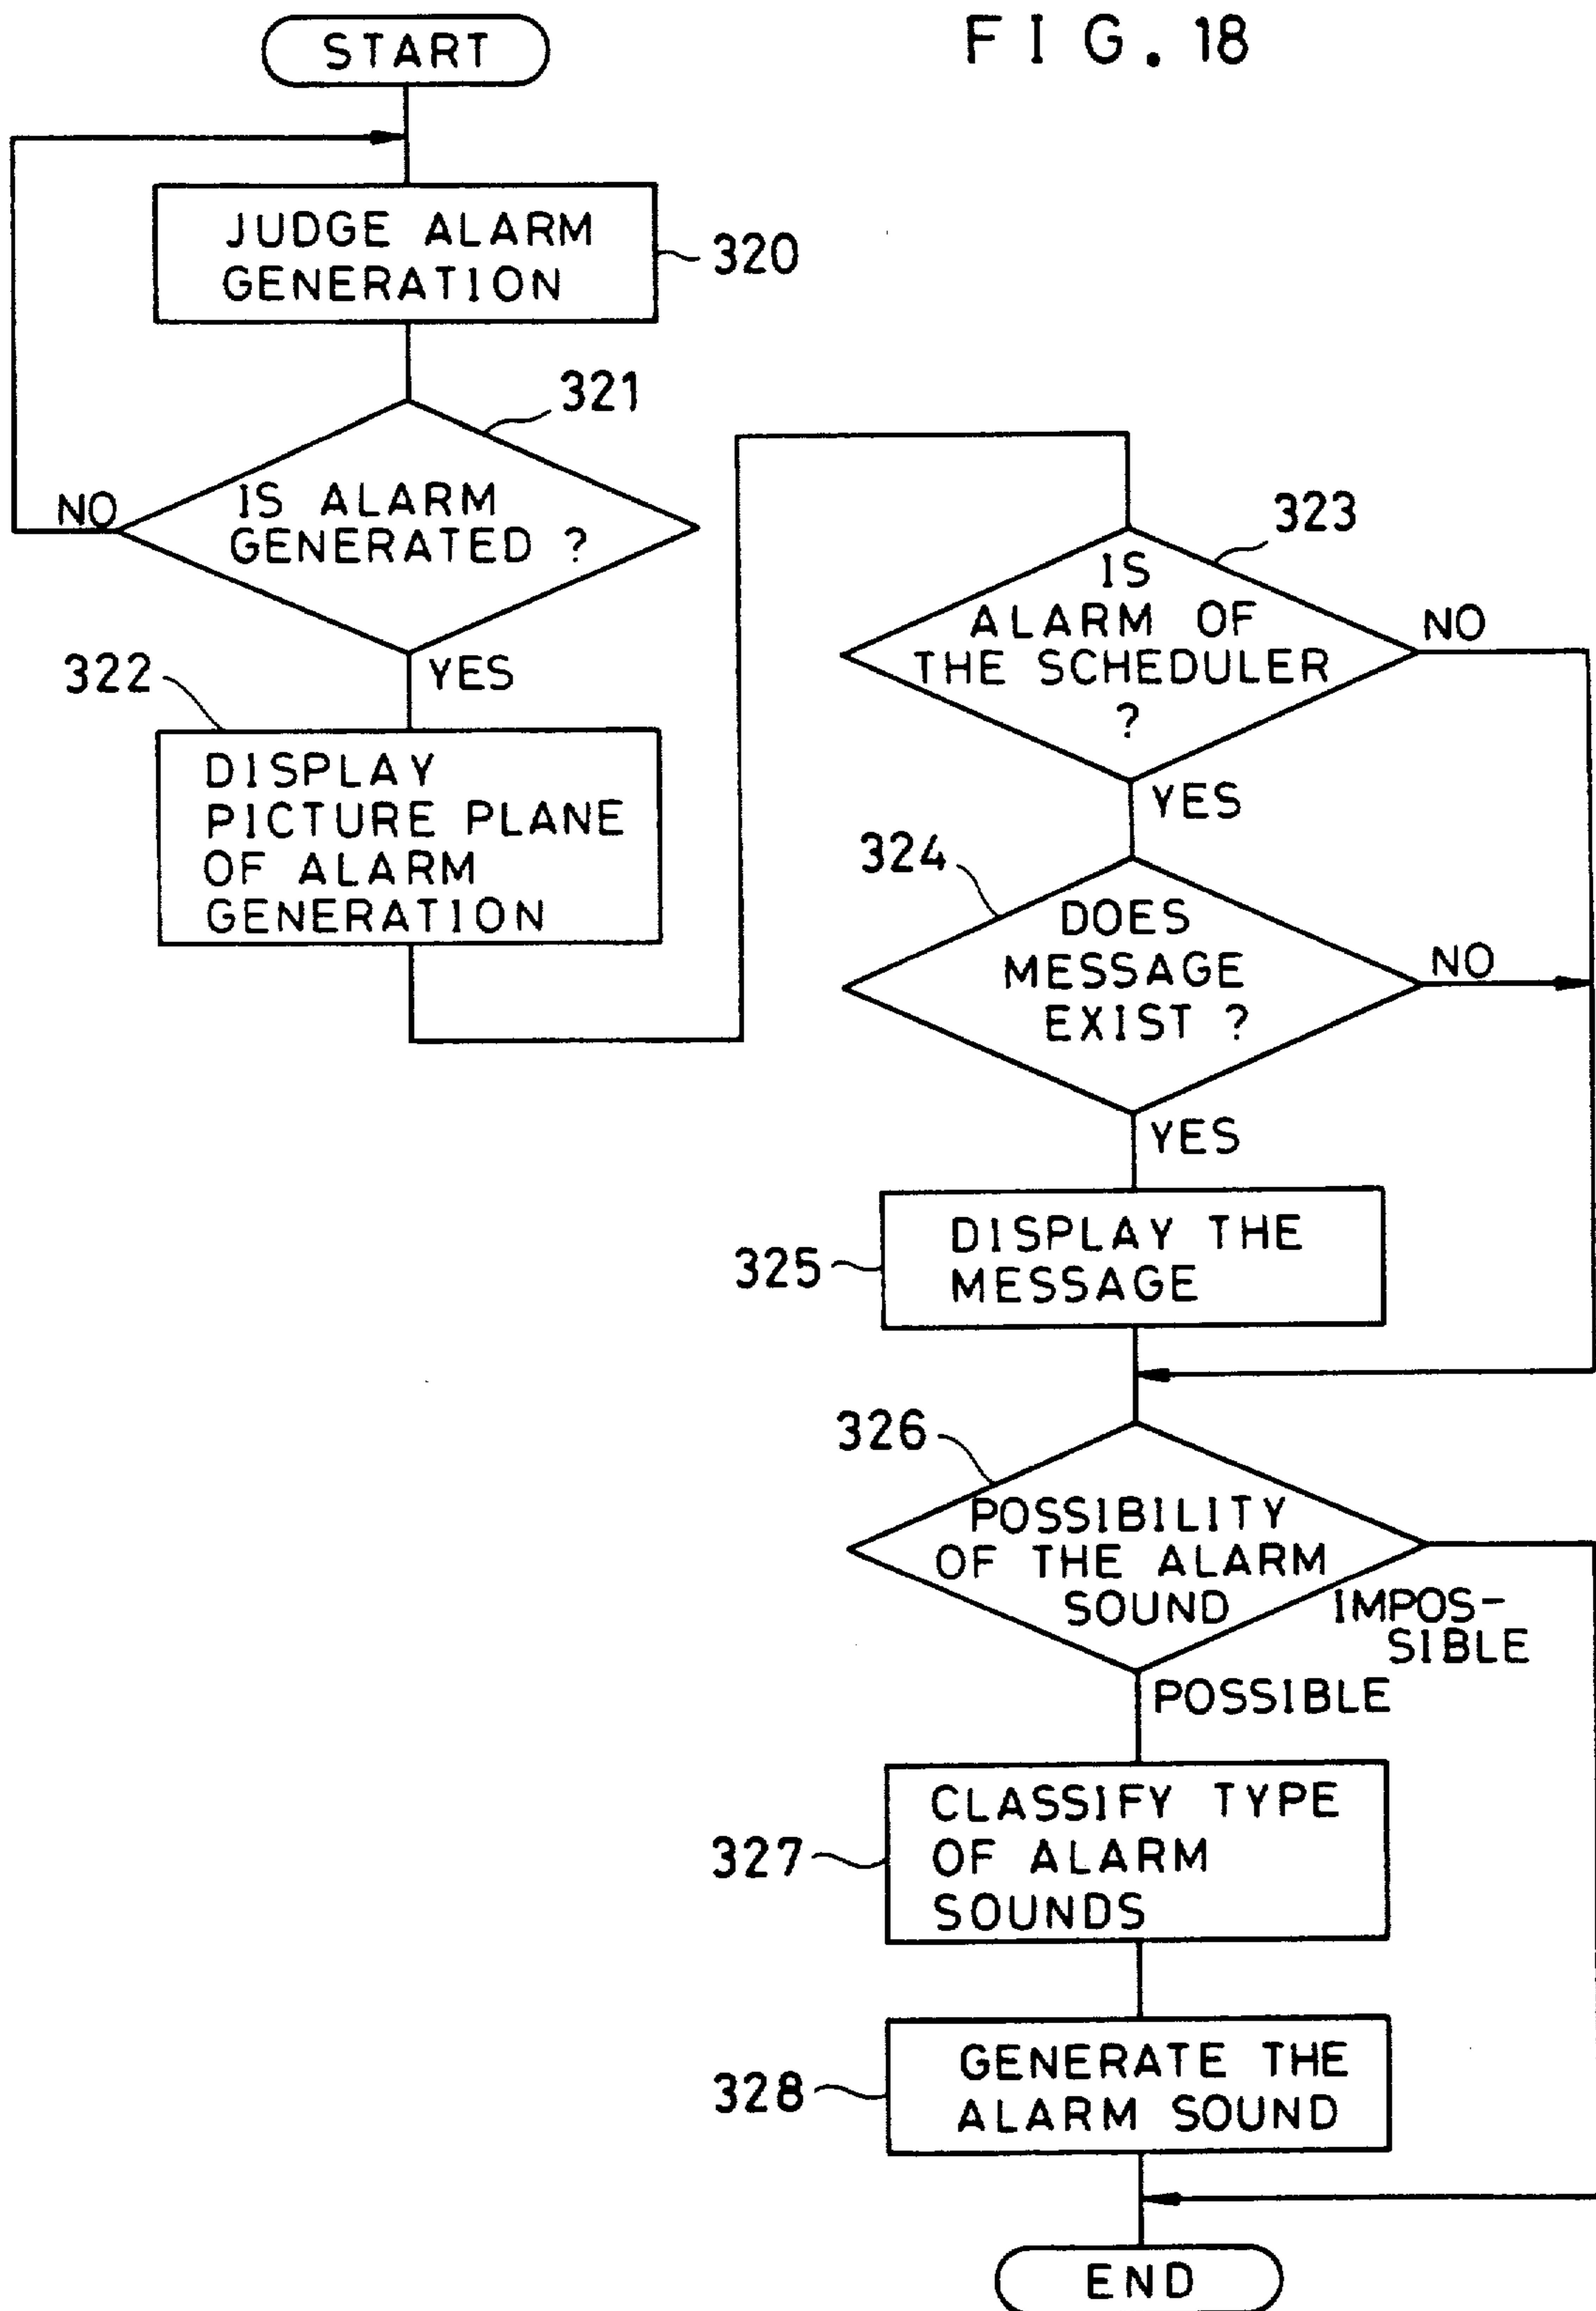 FIG. 18
START
JUDGE ALARM
GENERATION
320
321
IS ALARM
GENERATED ?
NO
YES
322
DISPLAY
PICTURE PLANE
OF ALARM
GENERATION
323
IS
ALARM OF
THE SCHEDULER
?
NO
YES
324
DOES
MESSAGE
EXIST ?
NO
YES
325
DISPLAY THE
MESSAGE
326
POSSIBILITY
OF THE ALARM
SOUND
IMPOS-
SIBLE
POSSIBLE
327
CLASSIFY TYPE
OF ALARM
SOUNDS
328
GENERATE THE
ALARM SOUND
END